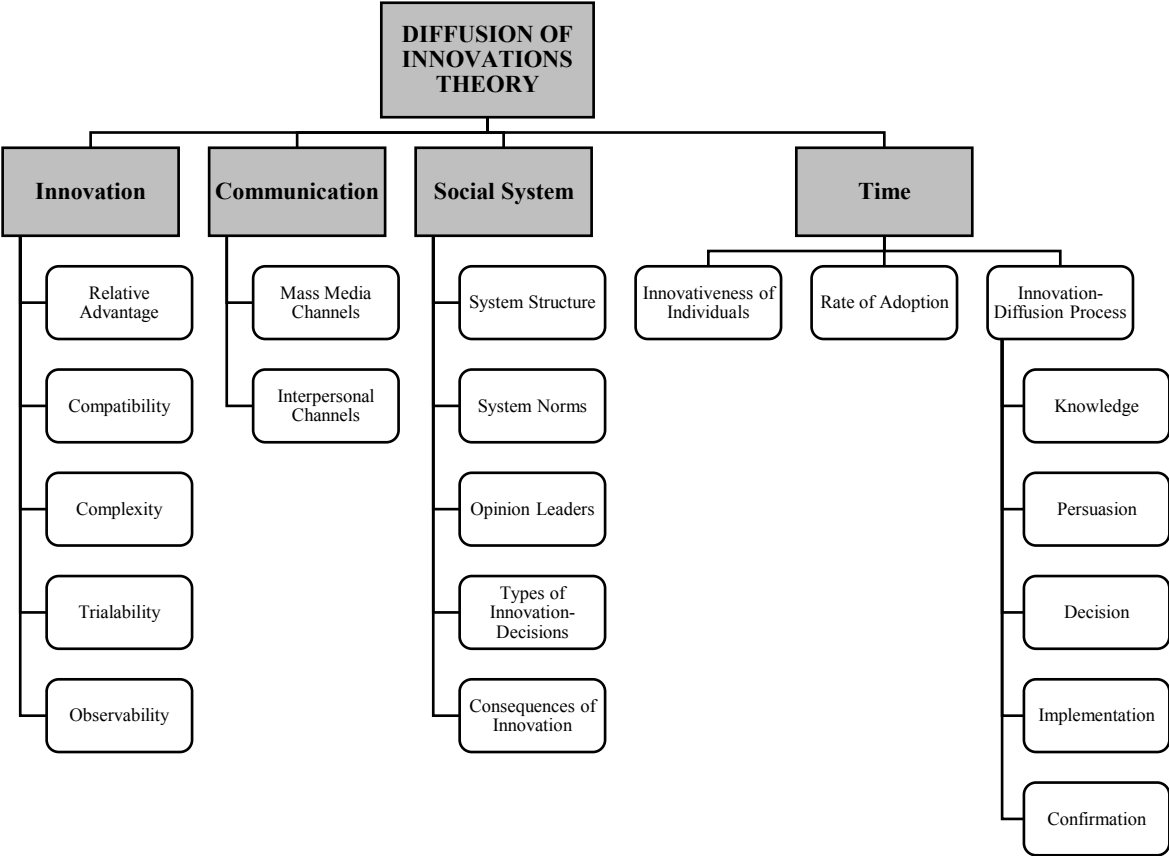 DIFFUSION OF
INNOVATIONS
THEORY
Innovation
Communication
Social System
Time
Relative
Advantage
Compatibility
Complexity
Trialability
Observability
Mass Media
Channels
Interpersonal
Channels
System Structure
System Norms
Opinion Leaders
Types of
Innovation-
Decisions
Consequences of
Innovation
Innovativeness of
Individuals
Rate of Adoption
Innovation-
Diffusion Process
Knowledge
Persuasion
Decision
Implementation
Confirmation